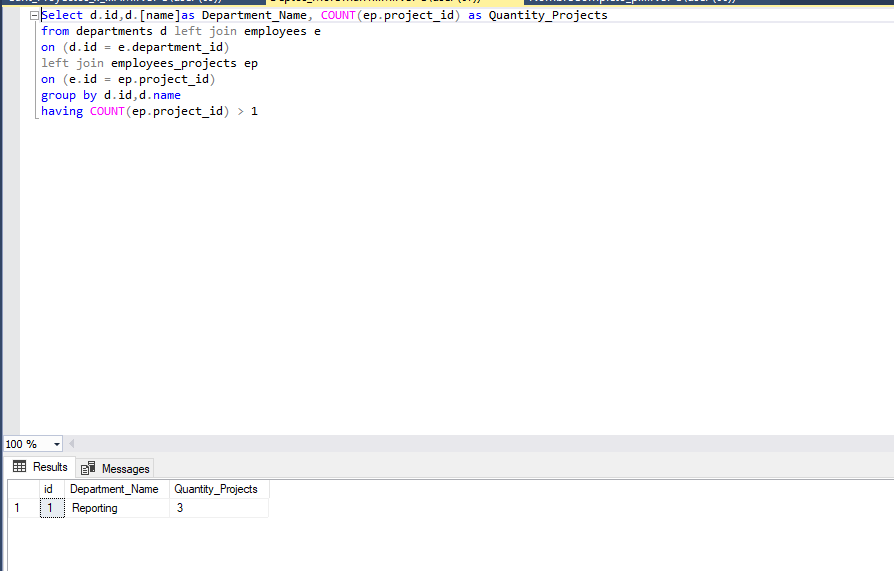 Select d.id,d.[name]as Department_Name, COUNT(ep.project_id) as Quantity_Projects
from departments d left join employees e
on (d.id = e.department_id)
left join employees_projects ep
on (e.id = ep.project_id)
group by d.id,d.name
having COUNT(ep.project_id) > 1
100 %
Results Messages
id Department_Name Quantity_Projects
1 1 Reporting 3